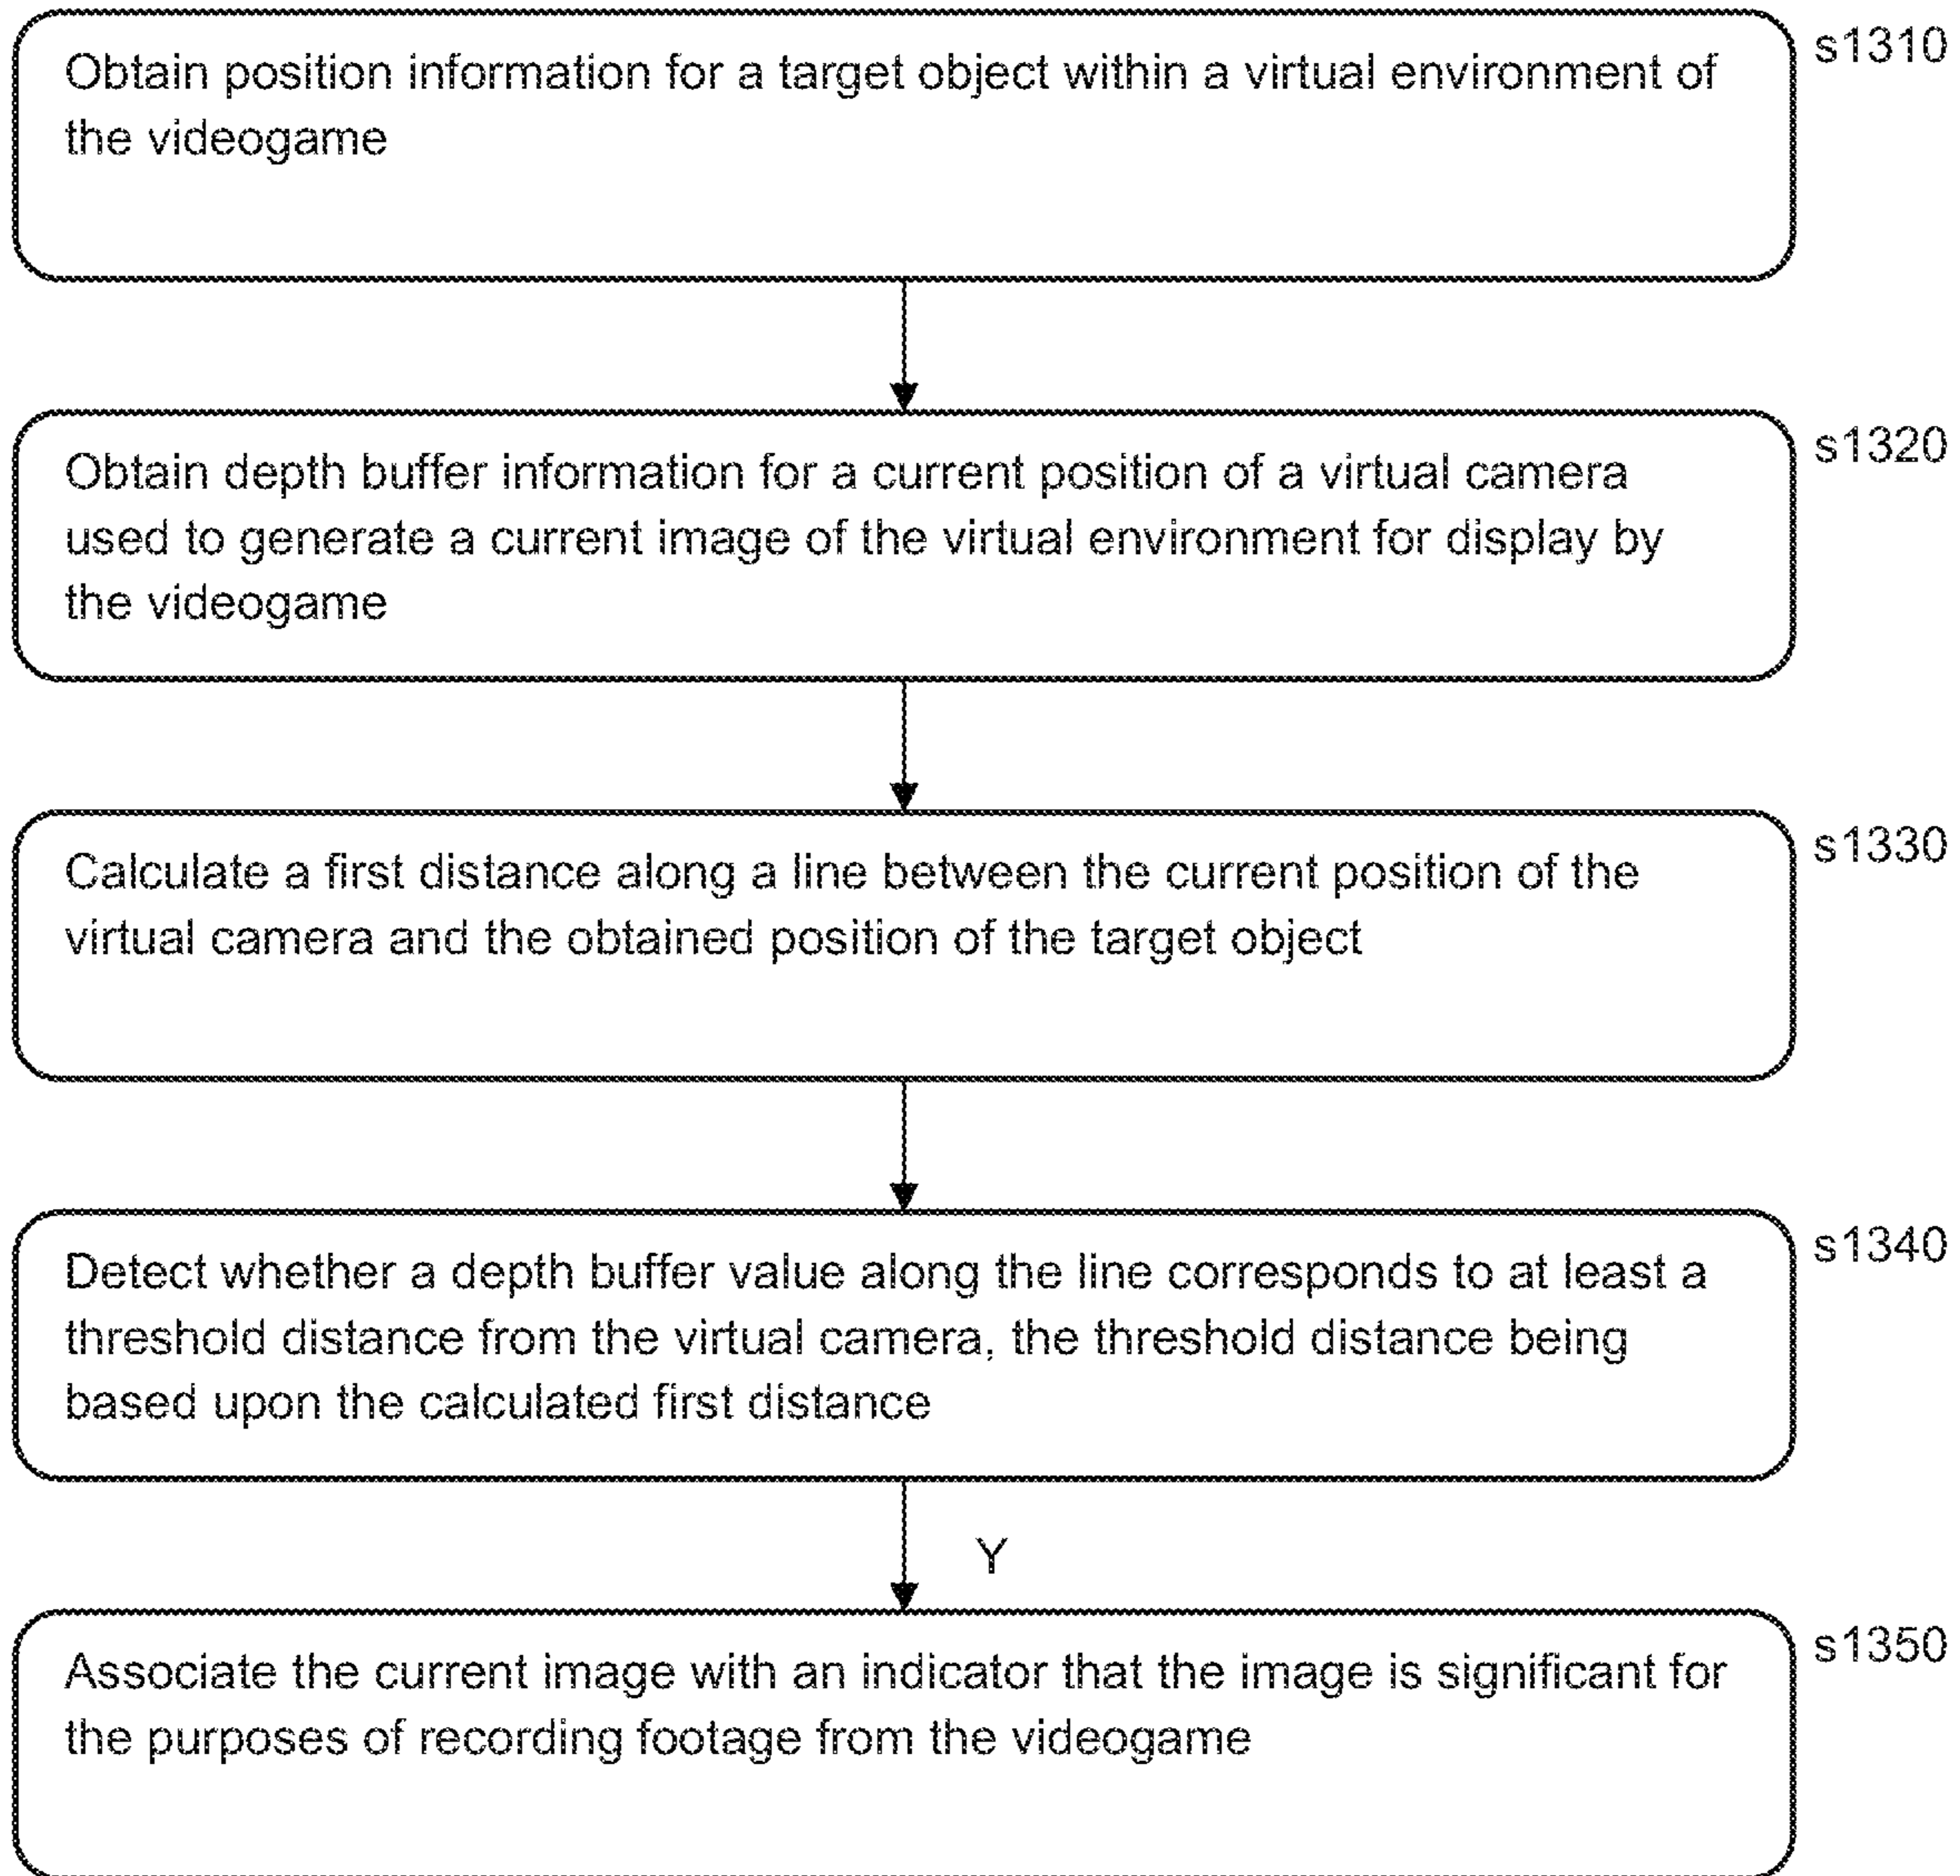 s1310
Obtain position information for a target object within a virtual environment of
the videogame
s1320
Obtain depth buffer information for a current position of a virtual camera
used to generate a current image of the virtual environment for display by
the videogame
s1330
Calculate a first distance along a line between the current position of the
virtual camera and the obtained position of the target object
s1340
Detect whether a depth buffer value along the line corresponds to at least a
threshold distance from the virtual camera, the threshold distance being
based upon the calculated first distance
Y
s1350
Associate the current image with an indicator that the image is significant for
the purposes of recording footage from the videogame